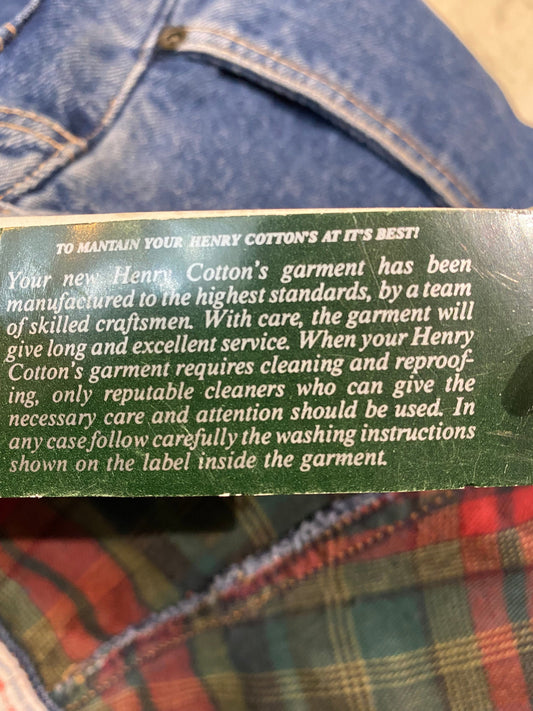 TO MANTAIN YOUR HENRY COTTON'S AT IT'S BEST!
Your new Henry Cotton's garment has been
manufactured to the highest standards, by a team
of skilled craftsmen. With care, the garment will
give long and excellent service. When your Henry
Cotton's garment requires cleaning and reproof-
ing, only reputable cleaners who can give the
necessary care and attention should be used. In
any case follow carefully the washing instructions
shown on the label inside the garment.